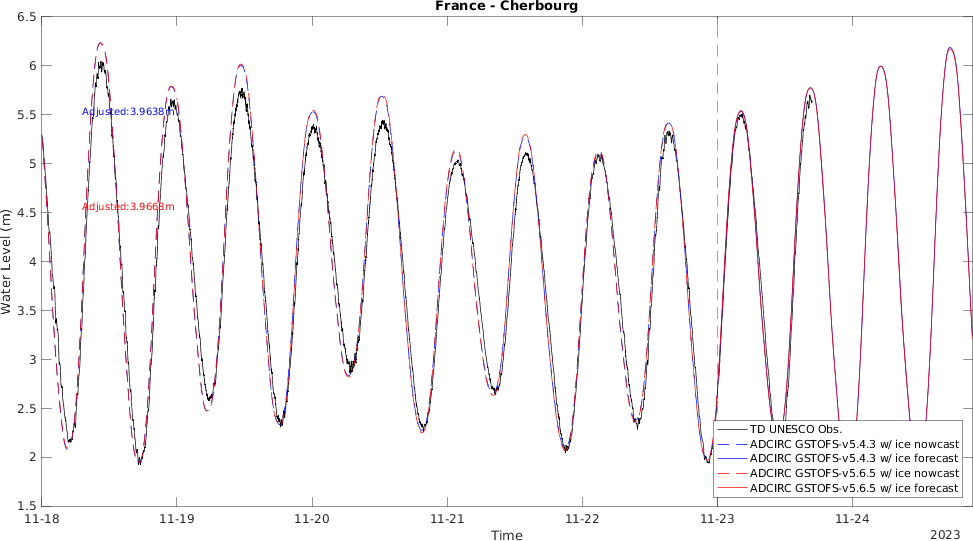 France - Cherbourg
6.5
6
5.5
5
4.5
4
3.5
3
2.5
2
1.5
Water Level (m)
Adjusted:3.9638m
Adjusted:3.9668m
TD UNESCO Obs.
ADCIRC GSTOFS-v5.4.3 w/ ice nowcast
ADCIRC GSTOFS-v5.4.3 w/ ice forecast
ADCIRC GSTOFS-v5.6.5 w/ ice nowcast
ADCIRC GSTOFS-v5.6.5 w/ ice forecast
11-18 11-19 11-20 11-21 11-22 11-23 11-24
Time
2023